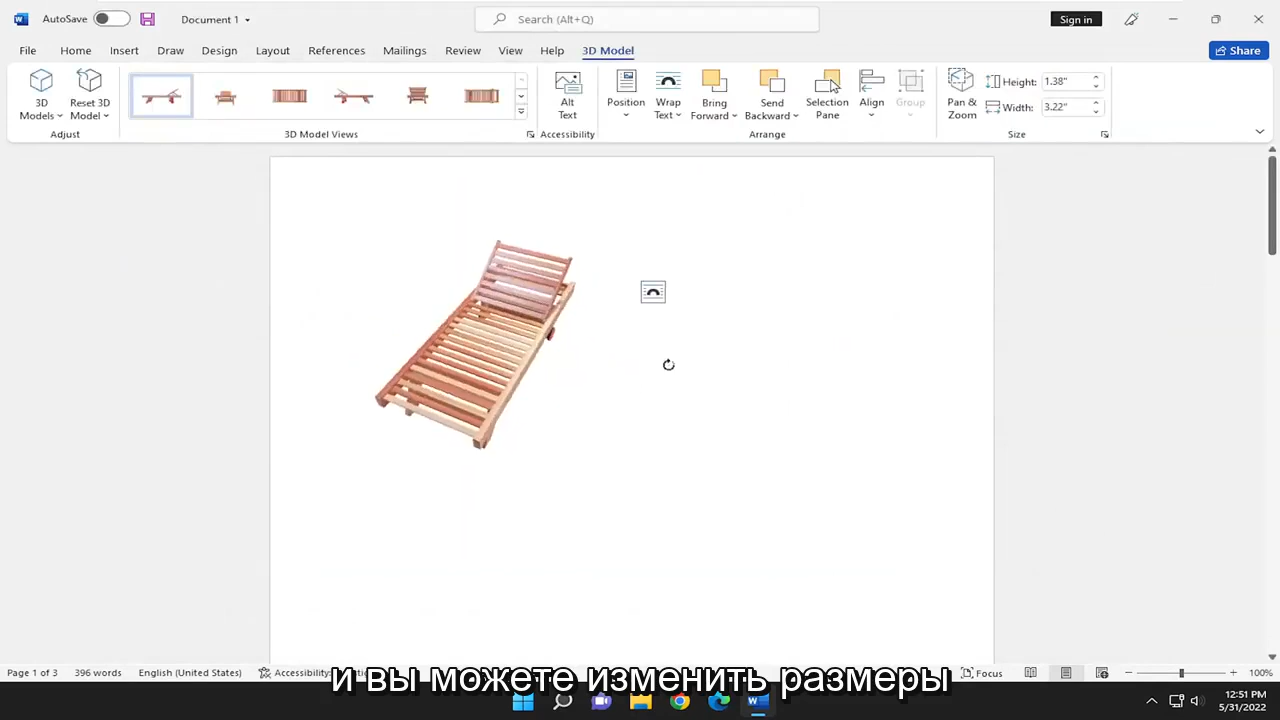 AutoSave
Document 1
Search (Alt+Q)
Sign in
File Home Insert Draw Design Layout References Mailings Review View Help 3D Model
Share
3D Models
Reset 3D Model
Adjust
3D Model Views
Alt Text
Accessibility
Position
Wrap Text
Bring Forward
Send Backward
Selection Pane
Align
Group
Arrange
Pan & Zoom
Height: 1.38"
Width: 3.22"
Size
Page 1 of 3 396 words English (United States) Accessibility: Focus 100%
и вы можете изменить размеры
12:51 PM
5/31/2022